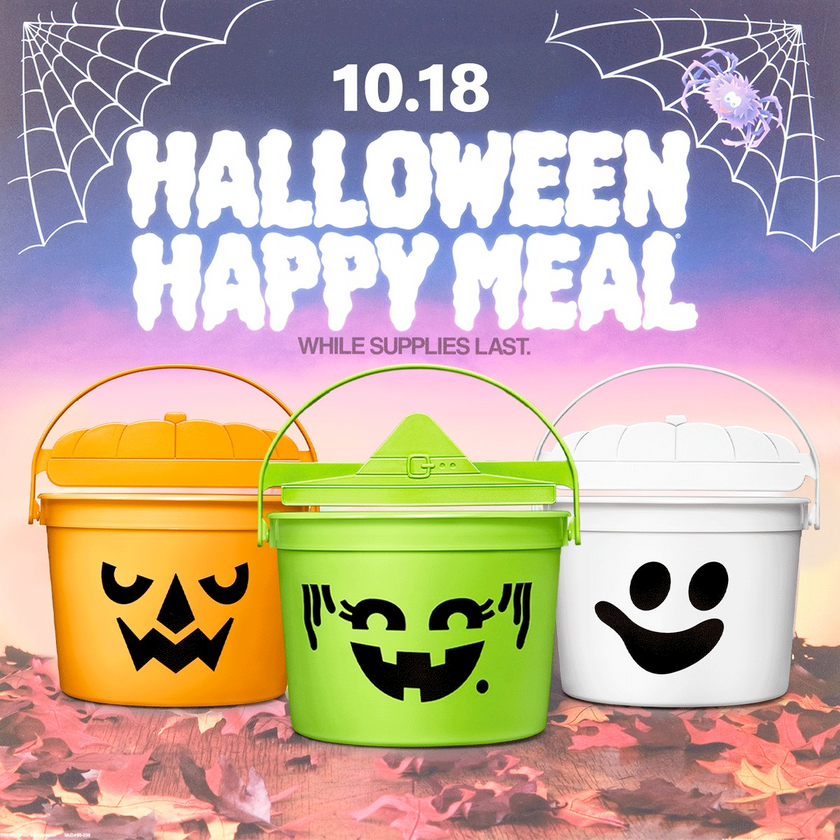 10.18
HALLOWEEN
HAPPY MEAL
WHILE SUPPLIES LAST.